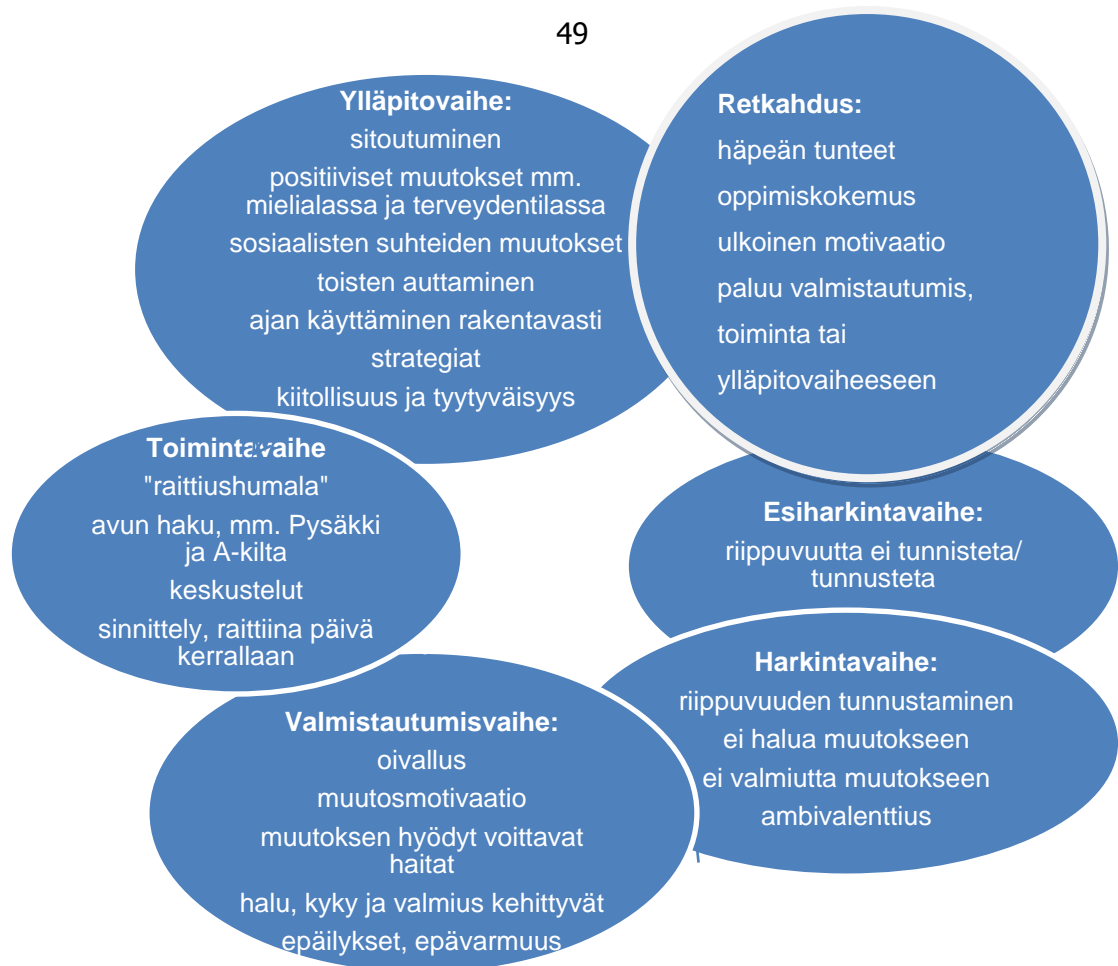 49
Ylläpitovaihe:
sitoutuminen
positiiviset muutokset mm.
mielialassa ja terveydentilassa
sosiaalisten suhteiden muutokset
toisten auttaminen
ajan käyttäminen rakentavasti
strategiat
kiitollisuus ja tyytyväisyys
Retkahdus:
häpeän tunteet
oppimiskokemus
ulkoinen motivaatio
paluu valmistautumis,
toiminta tai
ylläpitovaiheeseen
Toimintavaihe
"raittiushumala"
avun haku, mm. Pysäkki
ja A-kilta
keskustelut
sinnittely, raittiina päivä
kerrallaan
Esiharkintavaihe:
riippuvuutta ei tunnisteta/
tunnusteta
Harkintavaihe:
riippuvuuden tunnustaminen
ei halua muutokseen
ei valmiutta muutokseen
ambivalenttius
Valmistautumisvaihe:
oivallus
muutosmotivaatio
muutoksen hyödyt voittavat
haitat
halu, kyky ja valmius kehittyvät
epäilykset, epävarmuus